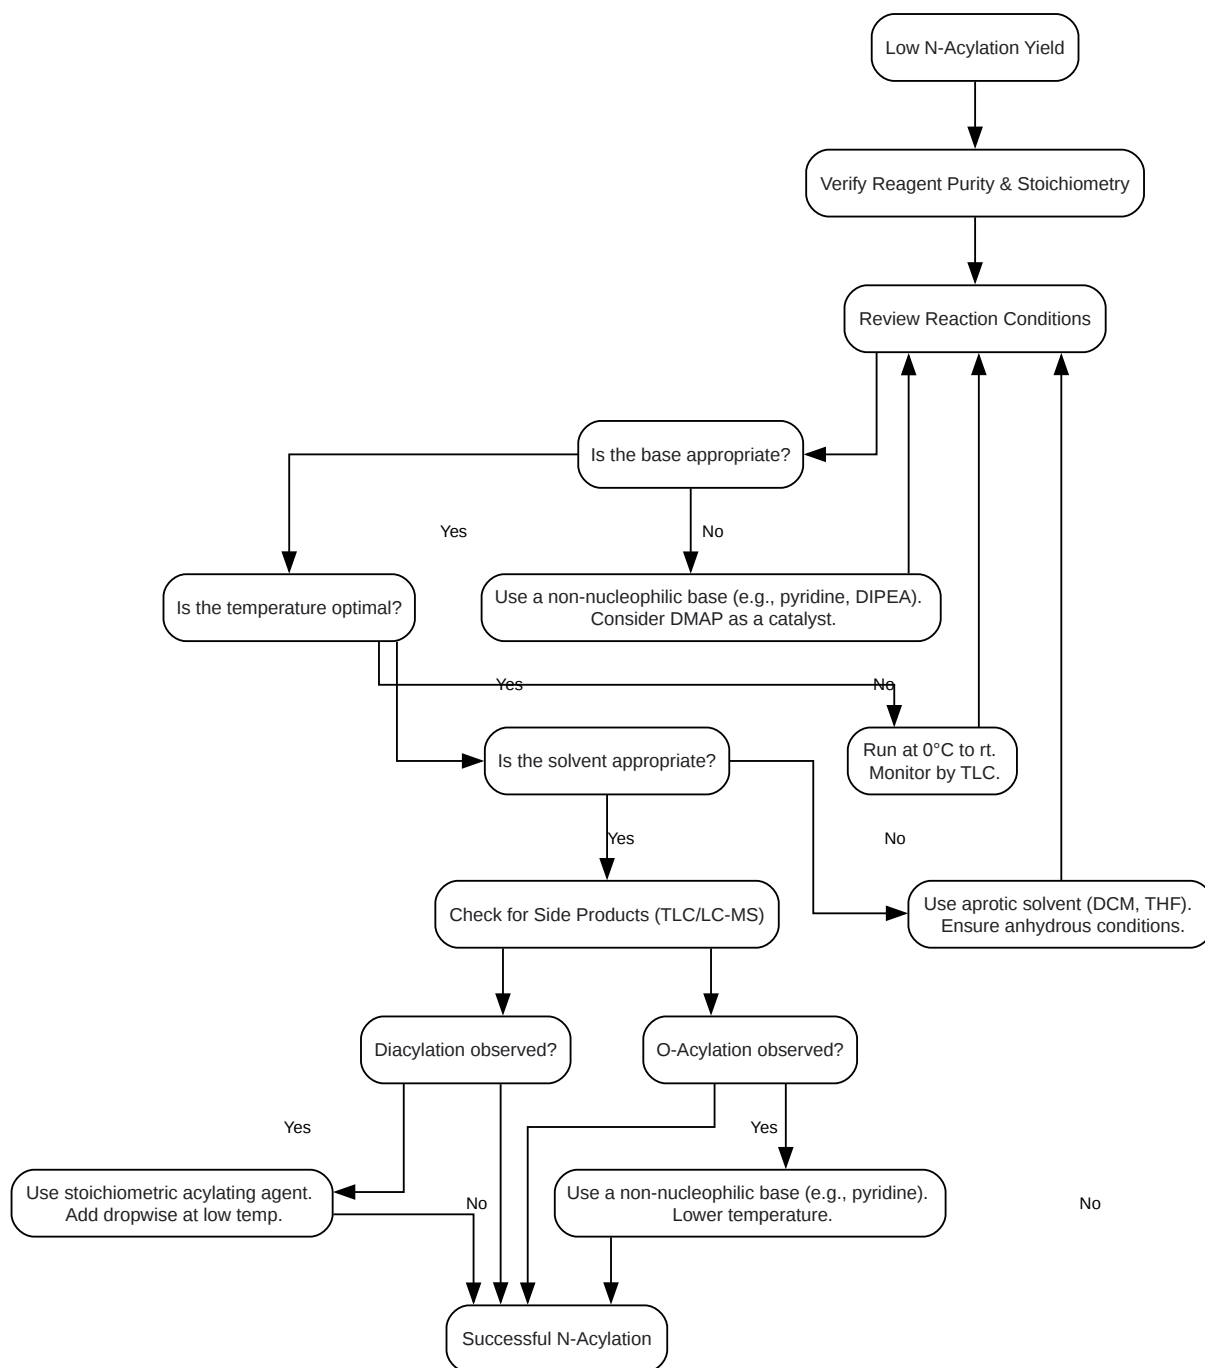 Low N-Acylation Yield
Verify Reagent Purity & Stoichiometry
Review Reaction Conditions
Is the base appropriate?
Yes
No
Is the temperature optimal?
Use a non-nucleophilic base (e.g., pyridine, DIPEA).
Consider DMAP as a catalyst.
Yes
No
Is the solvent appropriate?
Run at 0°C to rt.
Monitor by TLC.
Yes
No
Check for Side Products (TLC/LC-MS)
Use aprotic solvent (DCM, THF).
Ensure anhydrous conditions.
Diacylation observed?
O-Acylation observed?
Yes
Yes
Use stoichiometric acylating agent.
Add dropwise at low temp.
No
Use a non-nucleophilic base (e.g., pyridine).
Lower temperature.
No
Successful N-Acylation